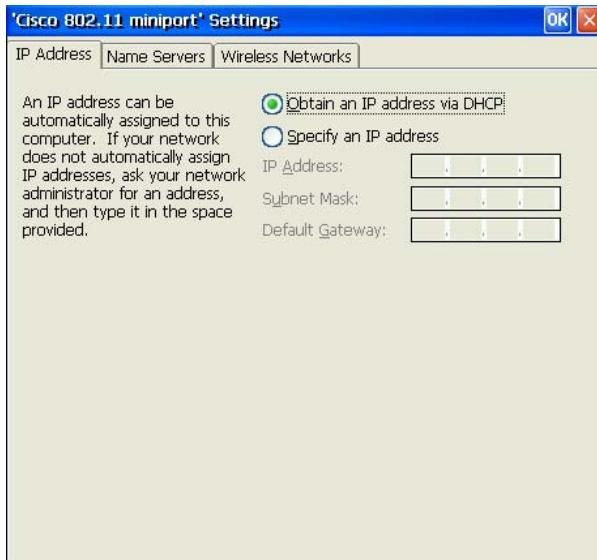 'Cisco 802.11 miniport' Settings
OK
IP Address
Name Servers
Wireless Networks
An IP address can be
automatically assigned to this
computer. If your network
does not automatically assign
IP addresses, ask your network
administrator for an address,
and then type it in the space
provided.
Obtain an IP address via DHCP
Specify an IP address
IP Address:
Subnet Mask:
Default Gateway: